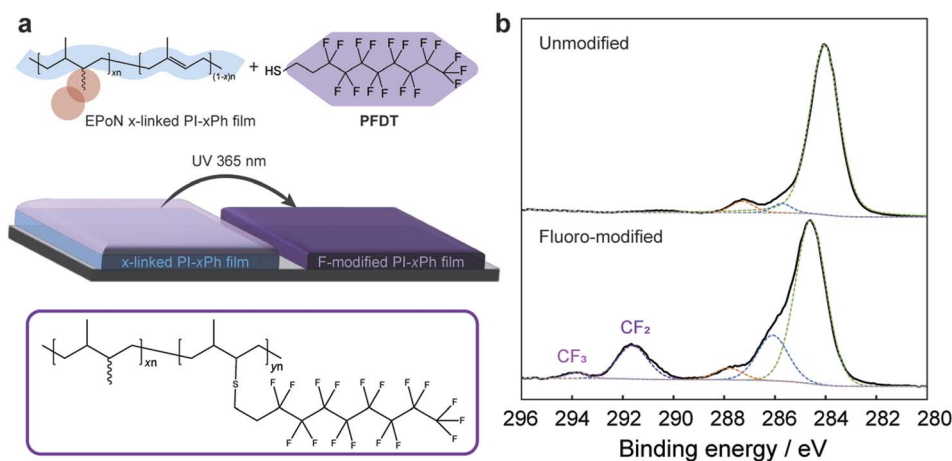 a
[
]xn
[
](1-x)n
+
HS
F F F F F F F F
F F F F F F
F
F
F
EPoN x-linked PI-xPh film
PFDT
UV 365 nm
x-linked PI-xPh film
F-modified PI-xPh film
[
]xn
[
]yn
S
F F F F F F F F
F
F
F F F F F F
F
b
Unmodified
Fluoro-modified
CF₃
CF₂
296 294 292 290 288 286 284 282 280
Binding energy / eV